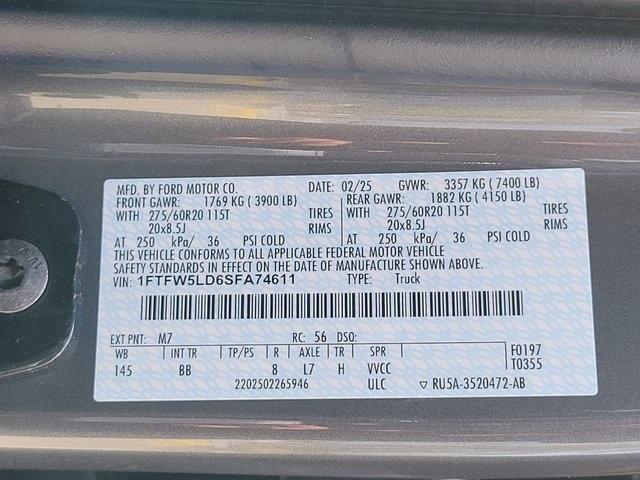 MFD. BY FORD MOTOR CO. DATE: 02/25 GVWR: 3357 KG ( 7400 LB)
FRONT GAWR: 1769 KG ( 3900 LB) REAR GAWR: 1882 KG ( 4150 LB)
WITH 275/60R20 115T TIRES WITH 275/60R20 115T TIRES
20x8.5J RIMS 20x8.5J RIMS
AT 250 kPa/ 36 PSI COLD AT 250 kPa/ 36 PSI COLD
THIS VEHICLE CONFORMS TO ALL APPLICABLE FEDERAL MOTOR VEHICLE
SAFETY STANDARDS IN EFFECT ON THE DATE OF MANUFACTURE SHOWN ABOVE.
VIN: 1FTFW5LD6SFA74611 TYPE: Truck
EXT PNT: M7 RC: 56 DSO:
WB INT TR TP/PS R AXLE TR SPR F0197
145 BB 8 L7 H VVCC T0355
2202502265946 ULC ▽ RU5A-3520472-AB